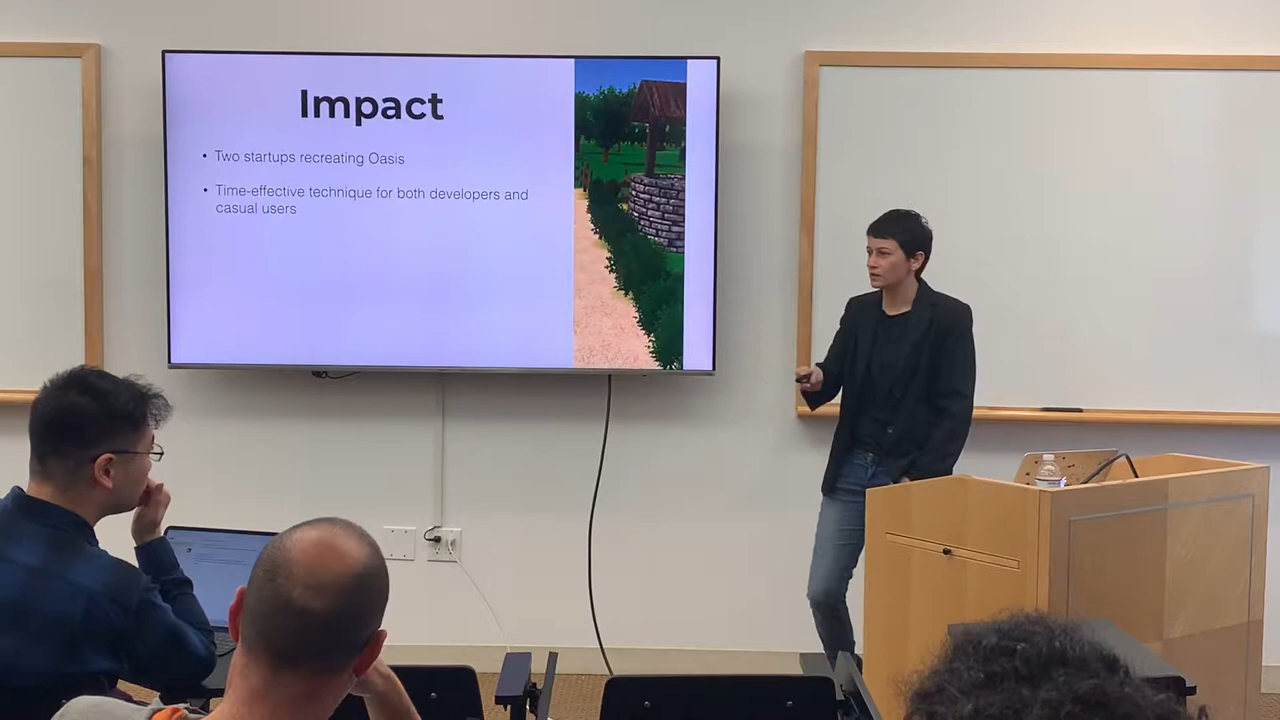 Impact
• Two startups recreating Oasis
• Time-effective technique for both developers and
casual users